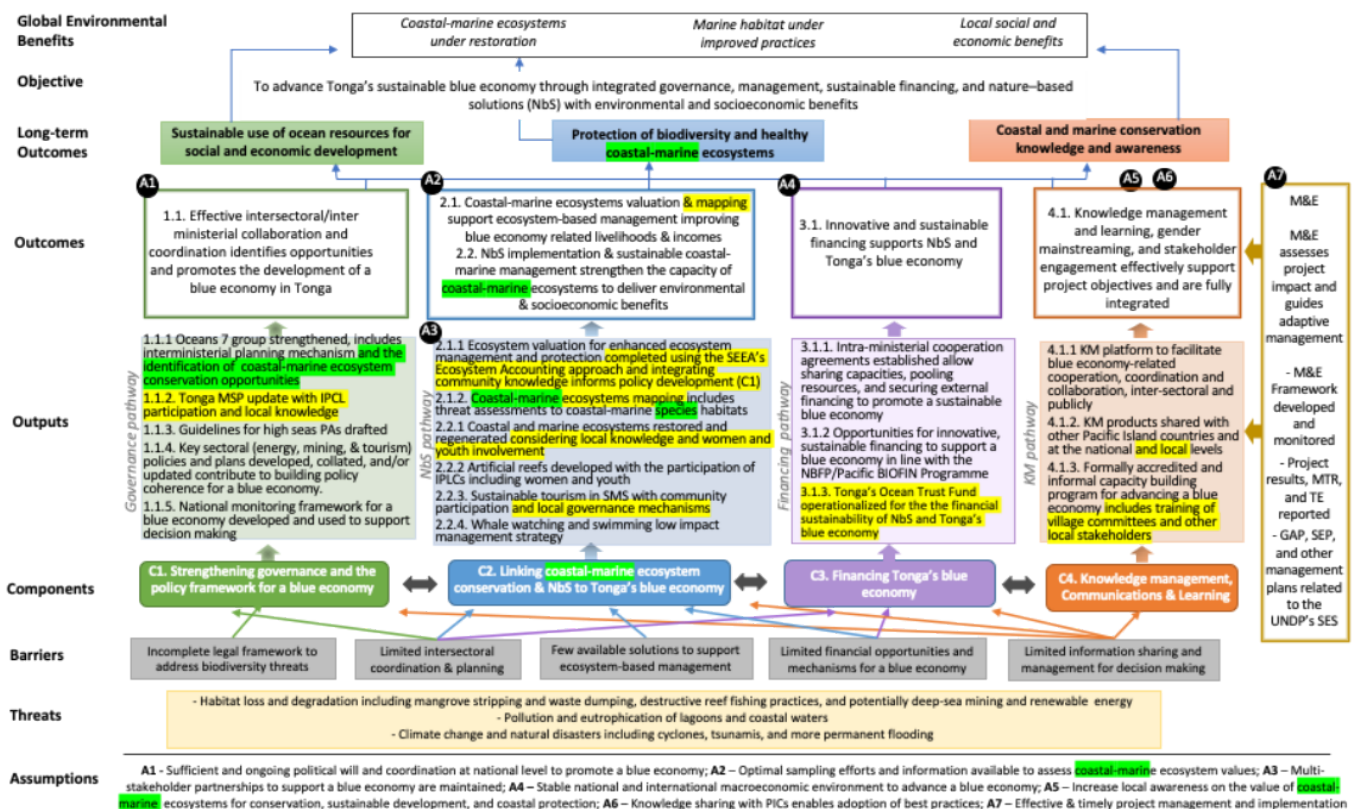 Global Environmental
Benefits
Coastal-marine ecosystems
under restoration
Marine habitat under
improved practices
Local social and
economic benefits
Objective
To advance Tonga's sustainable blue economy through integrated governance, management, sustainable financing, and nature–based
solutions (NbS) with environmental and socioeconomic benefits
Long-term
Outcomes
Sustainable use of ocean resources for
social and economic development
Protection of biodiversity and healthy
coastal-marine ecosystems
Coastal and marine conservation
knowledge and awareness
Outcomes
A1
1.1. Effective intersectoral/inter
ministerial collaboration and
coordination identifies opportunities
and promotes the development of a
blue economy in Tonga
A2
2.1. Coastal-marine ecosystems valuation & mapping
support ecosystem-based management improving
blue economy related livelihoods & incomes
2.2. NbS implementation & sustainable coastal-
marine management strengthen the capacity of
coastal-marine ecosystems to deliver environmental
& socioeconomic benefits
A4
3.1. Innovative and sustainable
financing supports NbS and
Tonga's blue economy
A5
A6
4.1. Knowledge management
and learning, gender
mainstreaming, and stakeholder
engagement effectively support
project objectives and are fully
integrated
A7
M&E
M&E
assesses
project
impact and
guides
adaptive
management
- M&E
Framework
developed
and
monitored
- Project
results, MTR,
and TE
reported
- GAP, SEP,
and other
management
plans related
to the
UNDP's SES
Outputs
Governance pathway
1.1.1 Oceans 7 group strengthened, includes
interministerial planning mechanism and the
identification of coastal-marine ecosystem
conservation opportunities
1.1.2. Tonga MSP update with IPCL
participation and local knowledge
1.1.3. Guidelines for high seas PAs drafted
1.1.4. Key sectoral (energy, mining, & tourism)
policies and plans developed, collated, and/or
updated contribute to building policy
coherence for a blue economy.
1.1.5. National monitoring framework for a
blue economy developed and used to support
decision making
A3
NbS pathway
2.1.1 Ecosystem valuation for enhanced ecosystem
management and protection completed using the SEEA's
Ecosystem Accounting approach and integrating
community knowledge informs policy development (C1)
2.1.2. Coastal-marine ecosystems mapping includes
threat assessments to coastal-marine species habitats
2.2.1 Coastal and marine ecosystems restored and
regenerated considering local knowledge and women and
youth involvement
2.2.2 Artificial reefs developed with the participation of
IPLCs including women and youth
2.2.3. Sustainable tourism in SMS with community
participation and local governance mechanisms
2.2.4. Whale watching and swimming low impact
management strategy
Financing pathway
3.1.1. Intra-ministerial cooperation
agreements established allow
sharing capacities, pooling
resources, and securing external
financing to promote a sustainable
blue economy
3.1.2 Opportunities for innovative,
sustainable financing to support a
blue economy in line with the
NBFP/Pacific BIOFIN Programme
3.1.3. Tonga's Ocean Trust Fund
operationalized for the the financial
sustainability of NbS and Tonga's
blue economy
KM pathway
4.1.1 KM platform to facilitate
blue economy-related
cooperation, coordination and
collaboration, inter-sectoral and
publicly
4.1.2. KM products shared with
other Pacific Island countries and
at the national and local levels
4.1.3. Formally accredited and
informal capacity building
program for advancing a blue
economy includes training of
village committees and other
local stakeholders
Components
C1. Strengthening governance and the
policy framework for a blue economy
C2. Linking coastal-marine ecosystem
conservation & NbS to Tonga's blue economy
C3. Financing Tonga's blue
economy
C4. Knowledge management,
Communications & Learning
Barriers
Incomplete legal framework to
address biodiversity threats
Limited intersectoral
coordination & planning
Few available solutions to support
ecosystem-based management
Limited financial opportunities and
mechanisms for a blue economy
Limited information sharing and
management for decision making
Threats
- Habitat loss and degradation including mangrove stripping and waste dumping, destructive reef fishing practices, and potentially deep-sea mining and renewable energy
- Pollution and eutrophication of lagoons and coastal waters
- Climate change and natural disasters including cyclones, tsunamis, and more permanent flooding
Assumptions
A1 - Sufficient and ongoing political will and coordination at national level to promote a blue economy; A2 – Optimal sampling efforts and information available to assess coastal-marine ecosystem values; A3 – Multi-
stakeholder partnerships to support a blue economy are maintained; A4 – Stable national and international macroeconomic environment to advance a blue economy; A5 – Increase local awareness on the value of coastal-
marine ecosystems for conservation, sustainable development, and coastal protection; A6 – Knowledge sharing with PICs enables adoption of best practices; A7 – Effective & timely project management and implementation